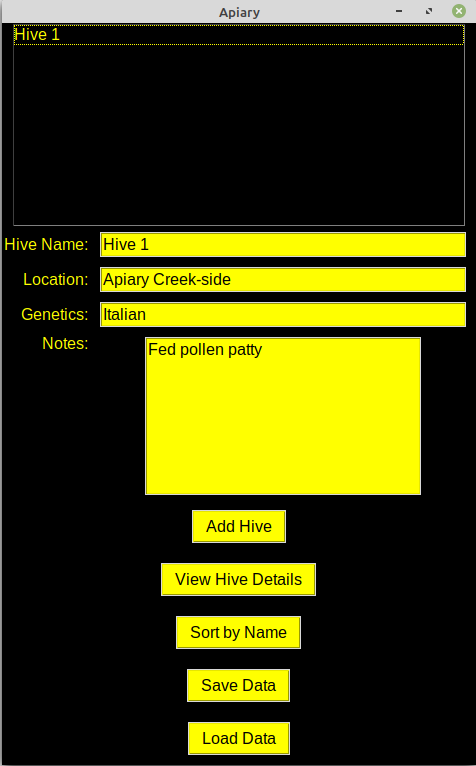 Apiary
Hive 1
Hive Name: Hive 1
Location: Apiary Creek-side
Genetics: Italian
Notes: Fed pollen patty
Add Hive
View Hive Details
Sort by Name
Save Data
Load Data